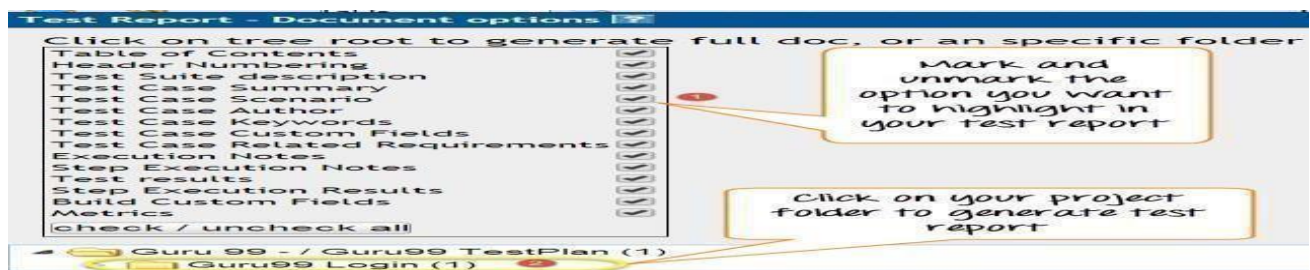 Test Report - Document options ?
Click on tree root to generate full doc, or an specific folder
Table of Contents
Header Numbering
Test Suite description
Test Case Summary
Test Case Scenario
Test Case Author
Test Case Keywords
Test Case Custom Fields
Test Case Related Requirements
Execution Notes
Step Execution Notes
Test results
Step Execution Results
Build Custom Fields
Metrics
check / uncheck all
1
Mark and
unmark the
option you want
to highlight in
your test report
Click on your project
folder to generate test
report
Guru 99 - / Guru99 TestPlan (1)
Guru99 Login (1) 2